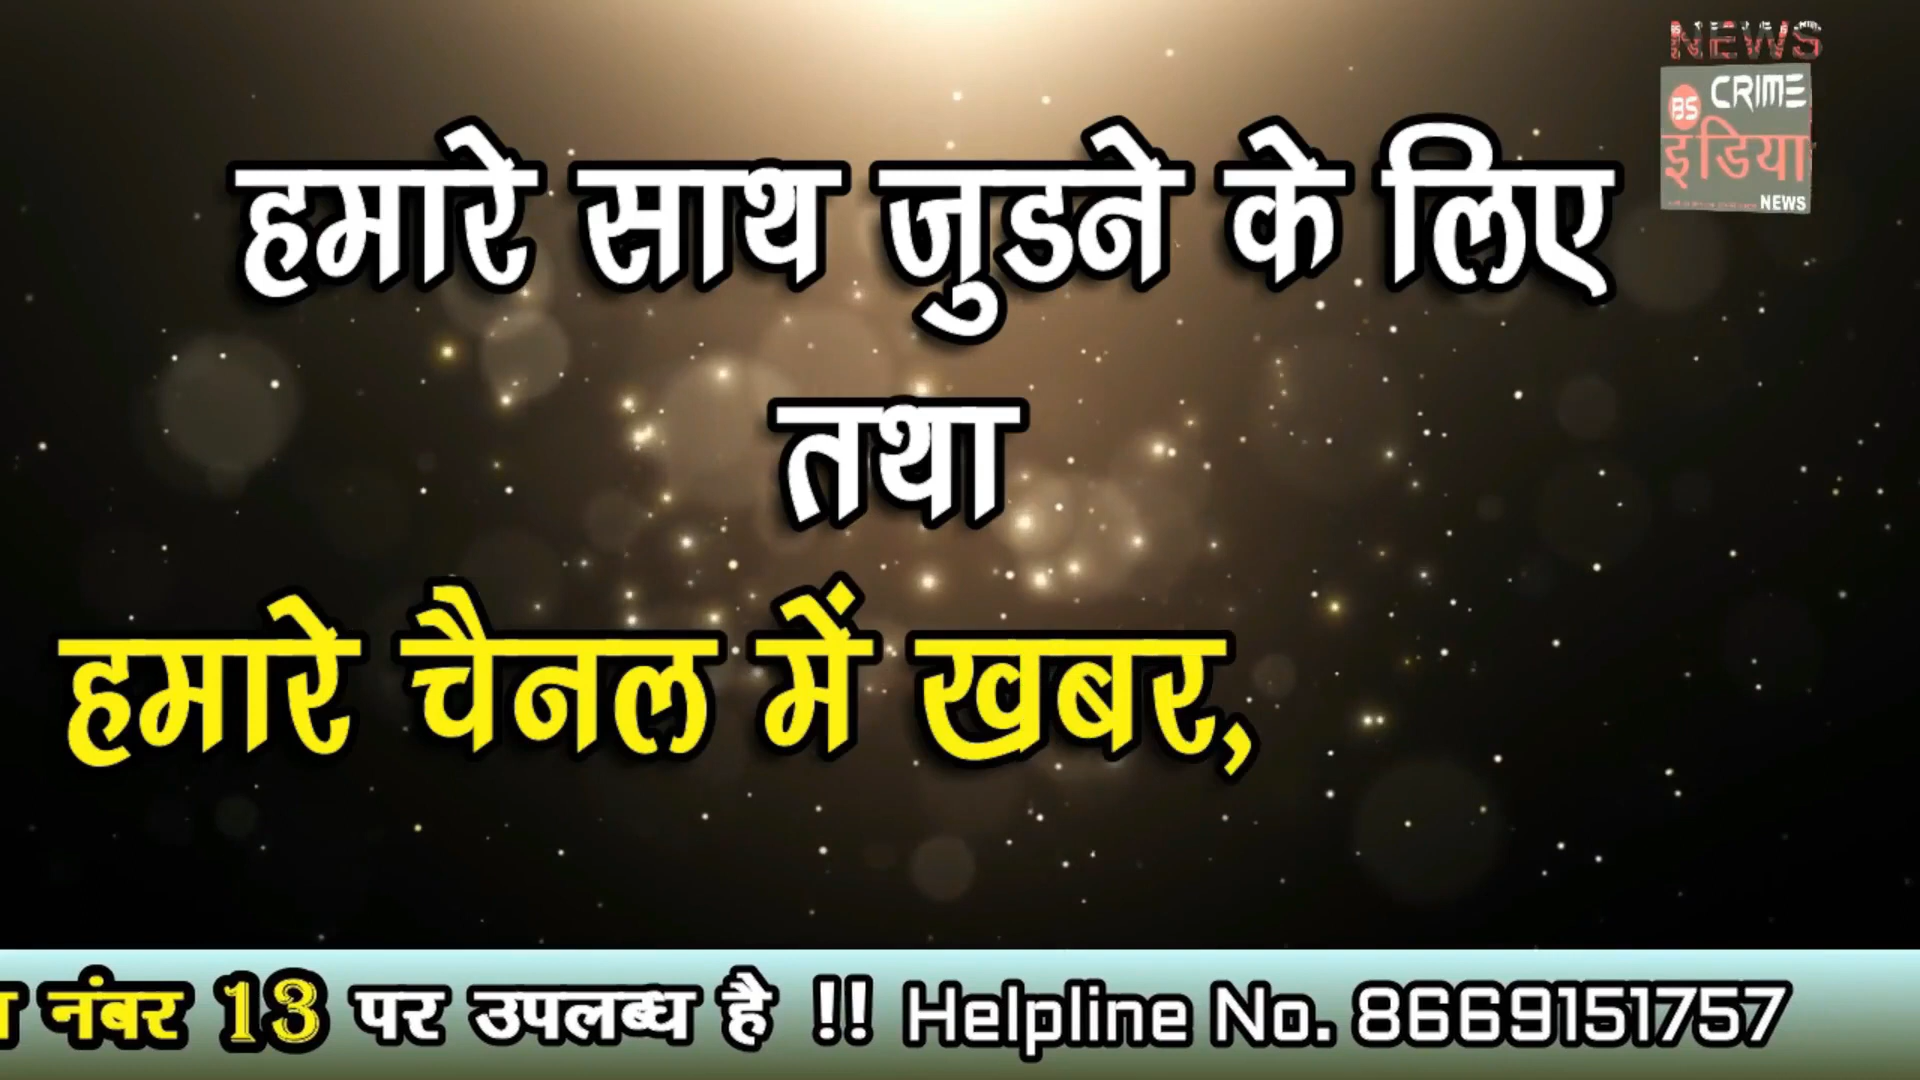 NEWS
BS CRIME
इंडिया
NEWS
हमारे साथ जुडने के लिए
तथा
हमारे चैनल में खबर,
नंबर 13 पर उपलब्ध है !! Helpline No. 8669151757